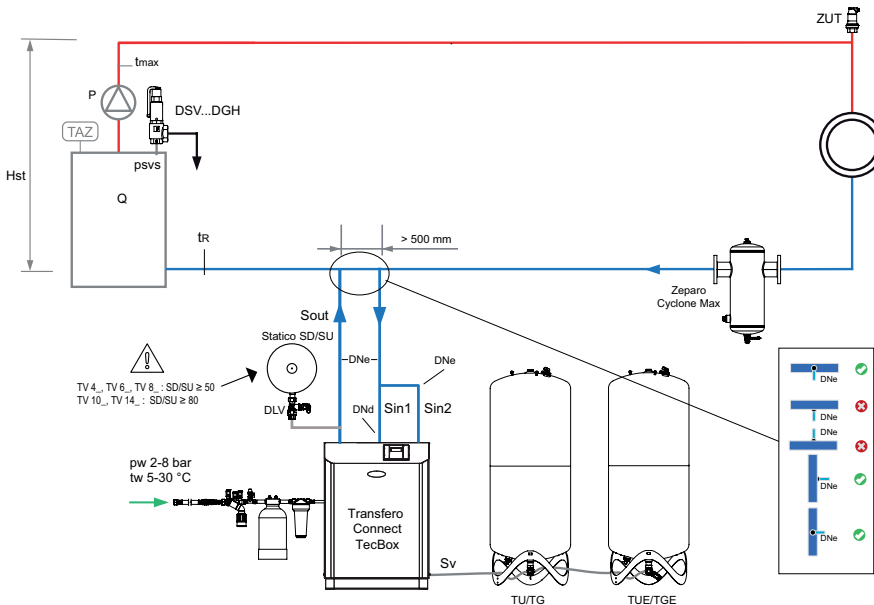 ZUT
tmax
P
DSV...DGH
TAZ
psvs
Hst
Q
tR
> 500 mm
Zeparo
Cyclone Max
Sout
Statico SD/SU
DNe
DNe
TV 4_, TV 6_, TV 8_ : SD/SU ≥ 50
TV 10_, TV 14_ : SD/SU ≥ 80
DLV
DNd
Sin1
Sin2
DNe
DNe
DNe
DNe
DNe
pw 2-8 bar
tw 5-30 °C
Transfero
Connect
TecBox
Sv
TU/TG
TUE/TGE